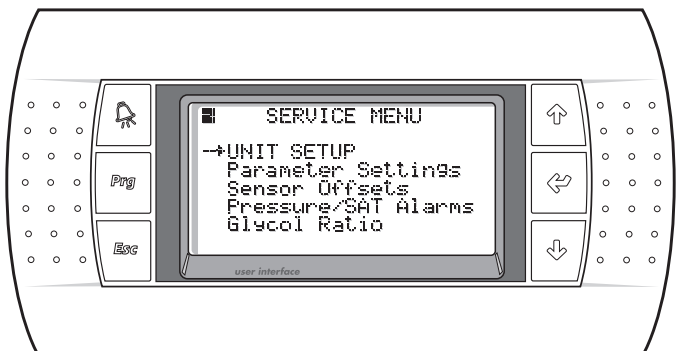 SERVICE MENU
UNIT SETUP
Parameter Settings
Sensor Offsets
Pressure/SAT Alarms
Glycol Ratio
Prg
Esc
user interface